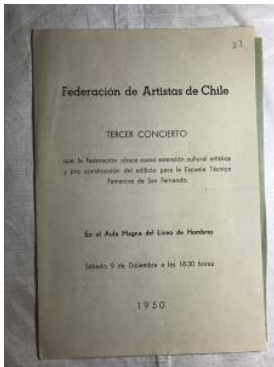 32
Federación de Artistas de Chile
TERCER CONCIERTO
que la Federación ofrece como extensión cultural artística
y pro construcción del edificio para la Escuela Técnica
Femenina de San Fernando.
En el Aula Magna del Liceo de Hombres
Sábado 9 de Diciembre a las 18.30 horas
1950